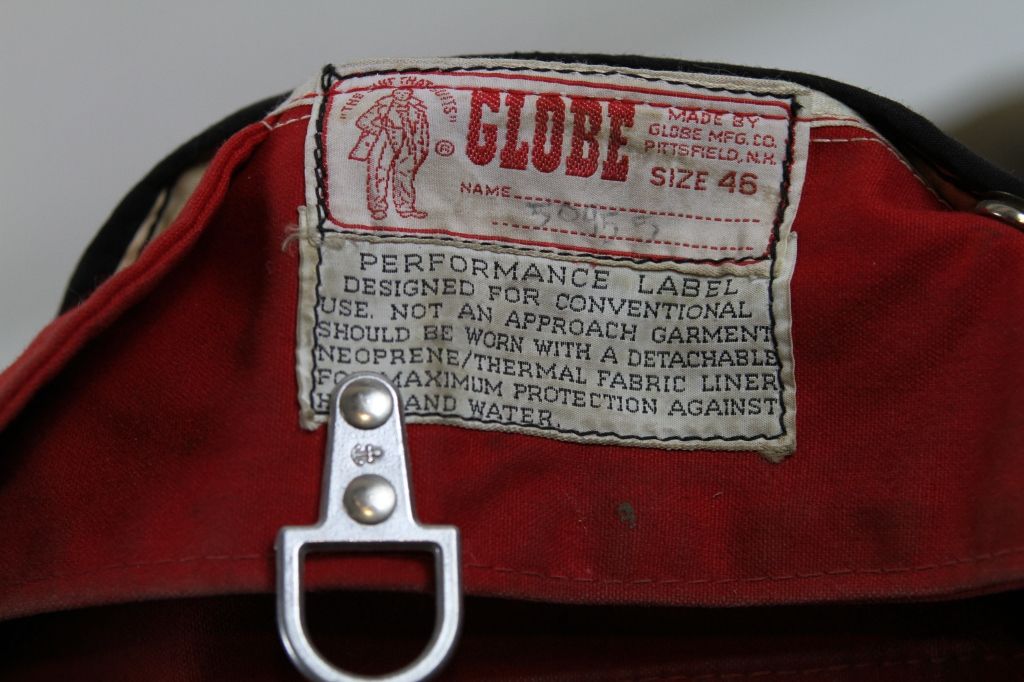 "THE SUIT THAT SUITS"
®
GLOBE
MADE BY
GLOBE MFG. CO.
PITTSFIELD, N.H.
SIZE 46
NAME
PERFORMANCE LABEL
DESIGNED FOR CONVENTIONAL
USE. NOT AN APPROACH GARMENT
SHOULD BE WORN WITH A DETACHABLE
NEOPRENE/THERMAL FABRIC LINER
MAXIMUM PROTECTION AGAINST
AND WATER.